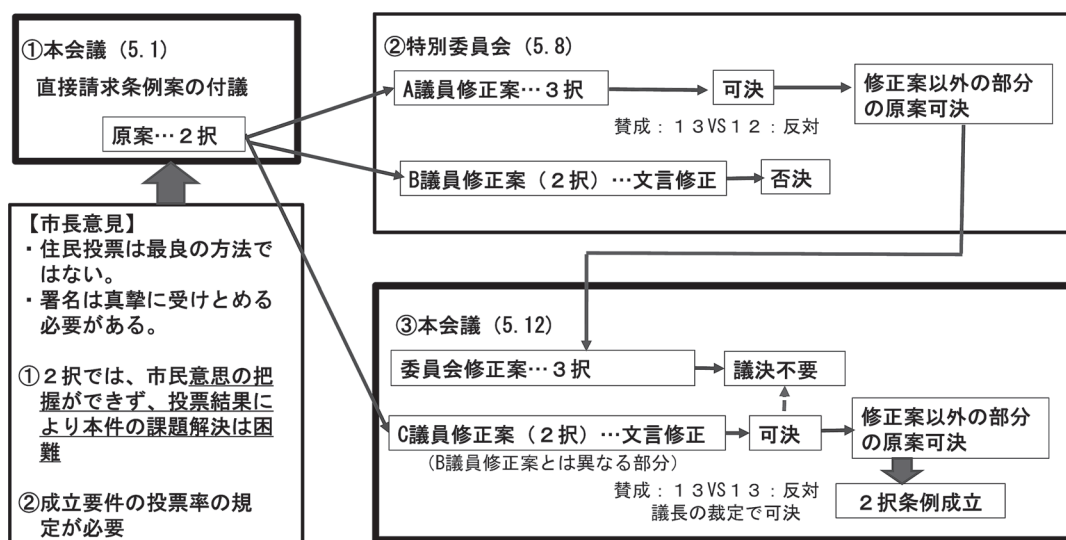 ①本会議（5.1）
直接請求条例案の付議
原案…２択
【市長意見】
・住民投票は最良の方法で
はない。
・署名は真摯に受けとめる
必要がある。
①２択では、市民意思の把
握ができず、投票結果に
より本件の課題解決は困
難
②成立要件の投票率の規
定が必要
②特別委員会（5.8）
A議員修正案…３択
可決
修正案以外の部分
の原案可決
賛成：１３VS１２：反対
B議員修正案（２択）…文言修正
否決
③本会議（5.12）
委員会修正案…３択
議決不要
C議員修正案（２択）…文言修正
可決
修正案以外の部分
の原案可決
（B議員修正案とは異なる部分）
賛成：１３VS１３：反対
議長の裁定で可決
２択条例成立